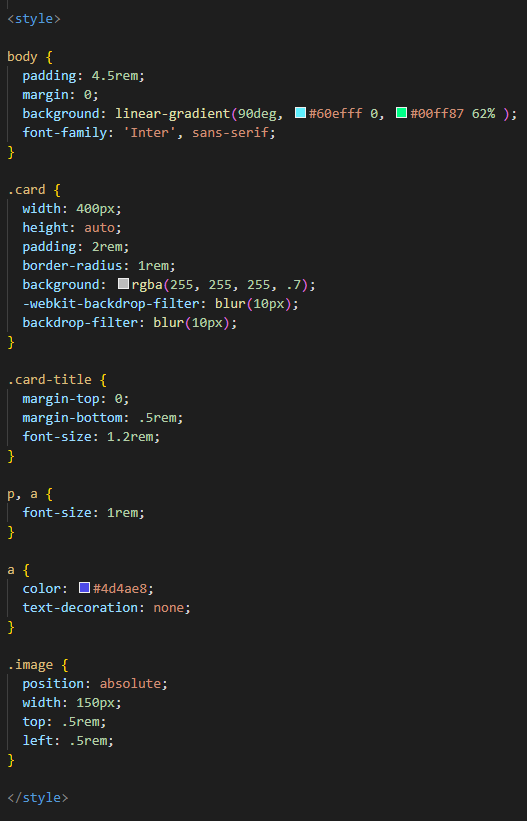 <style>
body {
padding: 4.5rem;
margin: 0;
background: linear-gradient(90deg, #60efff 0, #00ff87 62% );
font-family: 'Inter', sans-serif;
}
.card {
width: 400px;
height: auto;
padding: 2rem;
border-radius: 1rem;
background: rgba(255, 255, 255, .7);
-webkit-backdrop-filter: blur(10px);
backdrop-filter: blur(10px);
}
.card-title {
margin-top: 0;
margin-bottom: .5rem;
font-size: 1.2rem;
}
p, a {
font-size: 1rem;
}
a {
color: #4d4ae8;
text-decoration: none;
}
.image {
position: absolute;
width: 150px;
top: .5rem;
left: .5rem;
}
</style>